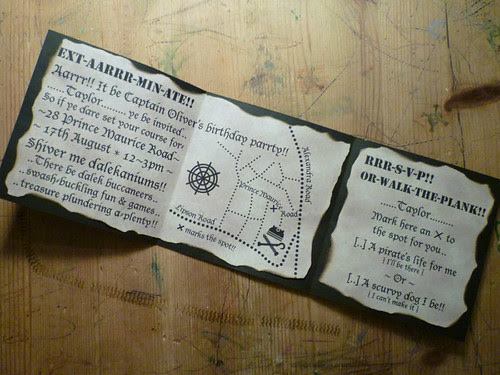 EXT-AARRR-MIN-ATE!!
Aarrr!! It be Captain Oliver's birthday party!!
......Taylor......... ye be invited..
So if ye dare set your course for
~28 Prince Maurice Road~
~ 17th August * 12-3pm ~
Shiver me dalekaniums!!
..There be dalek buccaneers..
..swash-buckling fun & games..
..treasure plundering a-plenty!!
Alexandra Road
Prince Maurice
Road
Lipson Road
X marks the spot!!
RRR-S-V-P!!
OR-WALK-THE-PLANK!!
....Taylor....
Mark here an X to
the spot for you..
[..] A pirate's life for me
( I'll be there )
~ Or ~
[..] A scurvy dog I be!!
( I can't make it )